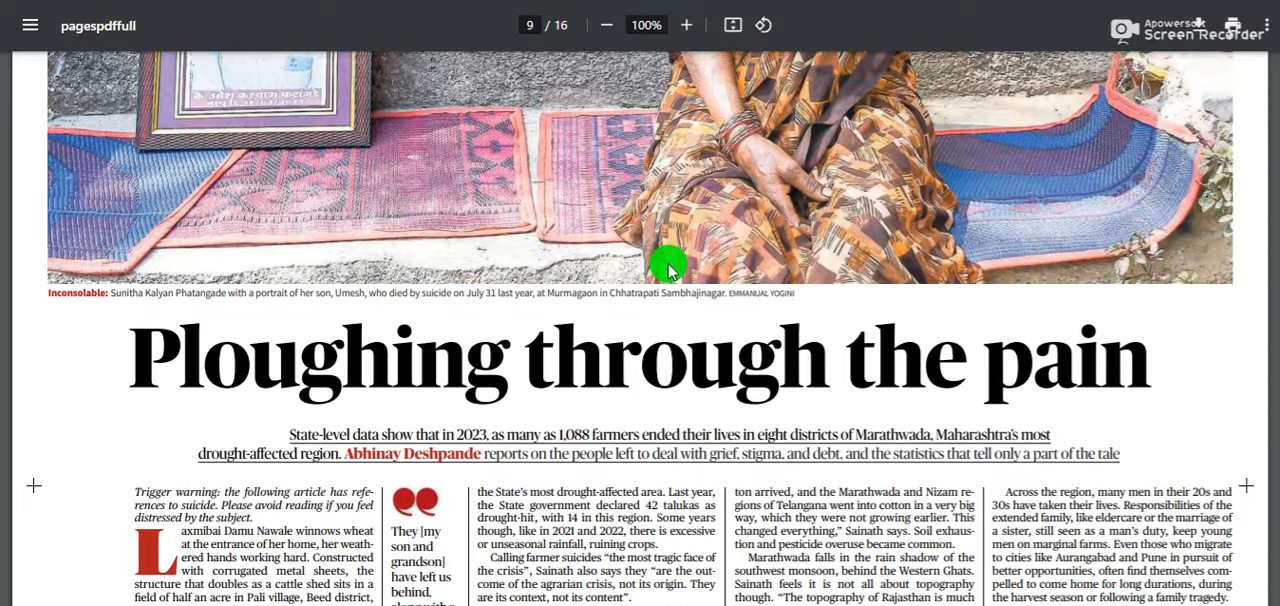 pagespdffull
9 / 16
100%
Apowersoft
Screen Recorder
Inconsolable: Sunitha Kalyan Phatangade with a portrait of her son, Umesh, who died by suicide on July 31 last year, at Murmagaon in Chhatrapati Sambhajinagar. EMMANUAL YOGINI
Ploughing through the pain
State-level data show that in 2023, as many as 1,088 farmers ended their lives in eight districts of Marathwada, Maharashtra’s most
drought-affected region. Abhinay Deshpande reports on the people left to deal with grief, stigma, and debt, and the statistics that tell only a part of the tale
Trigger warning: the following article has refe-
rences to suicide. Please avoid reading if you feel
distressed by the subject.
Laxmibai Damu Nawale winnows wheat
at the entrance of her home, her weath-
ered hands working hard. Constructed
with corrugated metal sheets, the
structure that doubles as a cattle shed sits in a
field of half an acre in Pali village, Beed district,
They [my
son and
grandson]
have left us
behind,
the State’s most drought-affected area. Last year,
the State government declared 42 talukas as
drought-hit, with 14 in this region. Some years
though, like in 2021 and 2022, there is excessive
or unseasonal rainfall, ruining crops.
Calling farmer suicides “the most tragic face of
the crisis”, Sainath also says they “are the out-
come of the agrarian crisis, not its origin. They
are its context, not its content”.
ton arrived, and the Marathwada and Nizam re-
gions of Telangana went into cotton in a very big
way, which they were not growing earlier. This
changed everything,” Sainath says. Soil exhaus-
tion and pesticide overuse became common.
Marathwada falls in the rain shadow of the
southwest monsoon, behind the Western Ghats.
Sainath feels it is not all about topography
though. “The topography of Rajasthan is much
Across the region, many men in their 20s and
30s have taken their lives. Responsibilities of the
extended family, like eldercare or the marriage of
a sister, still seen as a man’s duty, keep young
men on marginal farms. Even those who migrate
to cities like Aurangabad and Pune in pursuit of
better opportunities, often find themselves com-
pelled to come home for long durations, during
the harvest season or following a family tragedy.